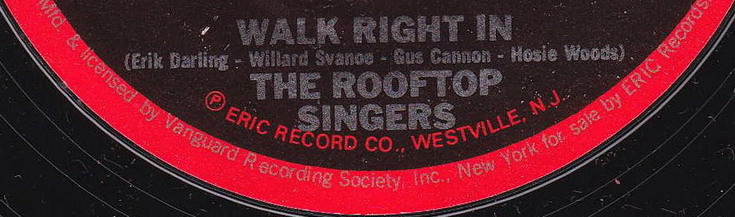 WALK RIGHT IN
(Erik Darling - Willard Svanoe - Gus Cannon - Hosie Woods)
THE ROOFTOP
SINGERS
Ⓟ ERIC RECORD CO., WESTVILLE, N.J.
Mfd. & licensed by Vanguard Recording Society, Inc., New York for sale by ERIC Records